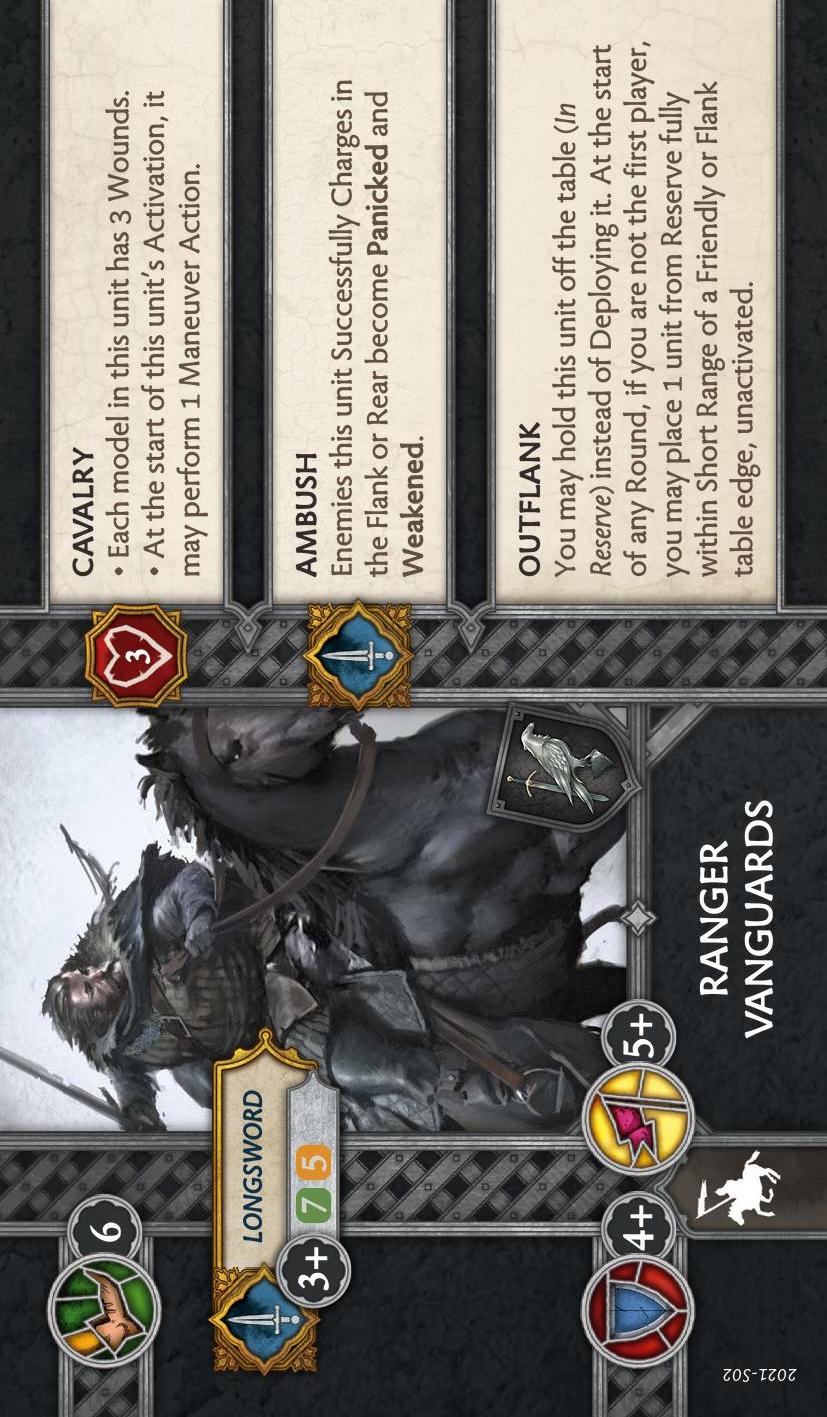 6
LONGSWORD
3+
7 5
4+
5+
RANGER
VANGUARDS
2021-S02
3
CAVALRY
• Each model in this unit has 3 Wounds.
• At the start of this unit's Activation, it
may perform 1 Maneuver Action.
AMBUSH
Enemies this unit Successfully Charges in
the Flank or Rear become Panicked and
Weakened.
OUTFLANK
You may hold this unit off the table (In
Reserve) instead of Deploying it. At the start
of any Round, if you are not the first player,
you may place 1 unit from Reserve fully
within Short Range of a Friendly or Flank
table edge, unactivated.